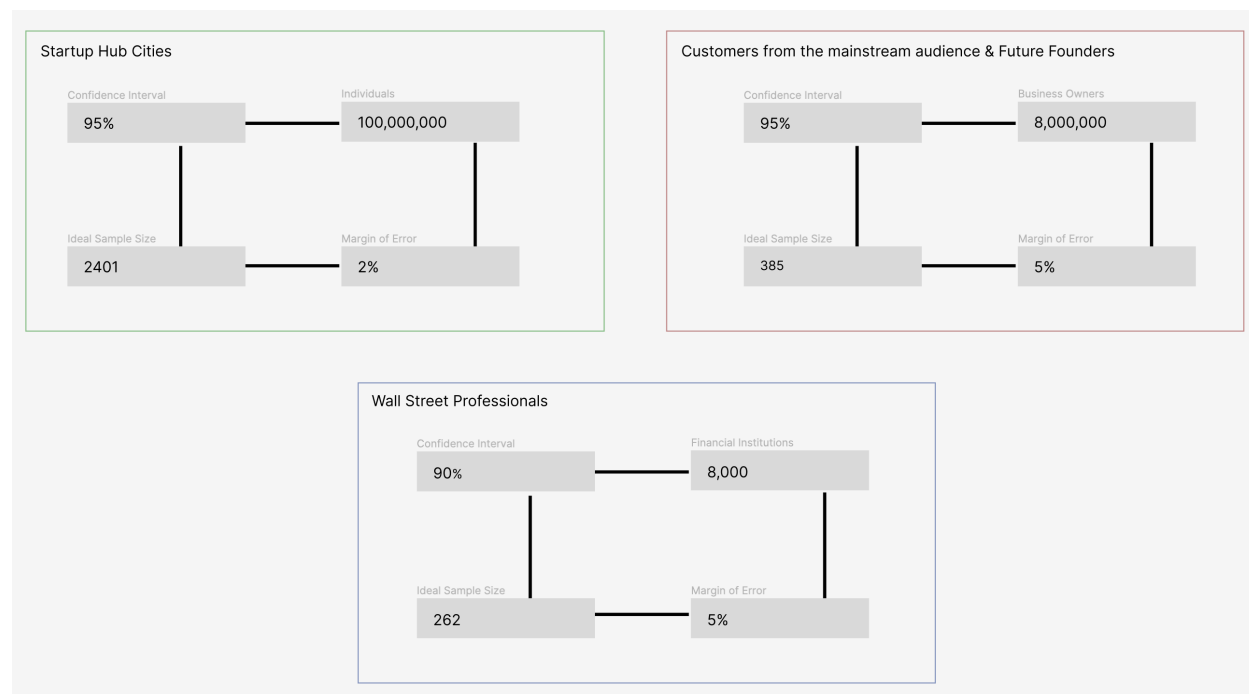 Startup Hub Cities
Confidence Interval
Individuals
95%
100,000,000
Ideal Sample Size
Margin of Error
2401
2%
Customers from the mainstream audience & Future Founders
Confidence Interval
Business Owners
95%
8,000,000
Ideal Sample Size
Margin of Error
385
5%
Wall Street Professionals
Confidence Interval
Financial Institutions
90%
8,000
Ideal Sample Size
Margin of Error
262
5%